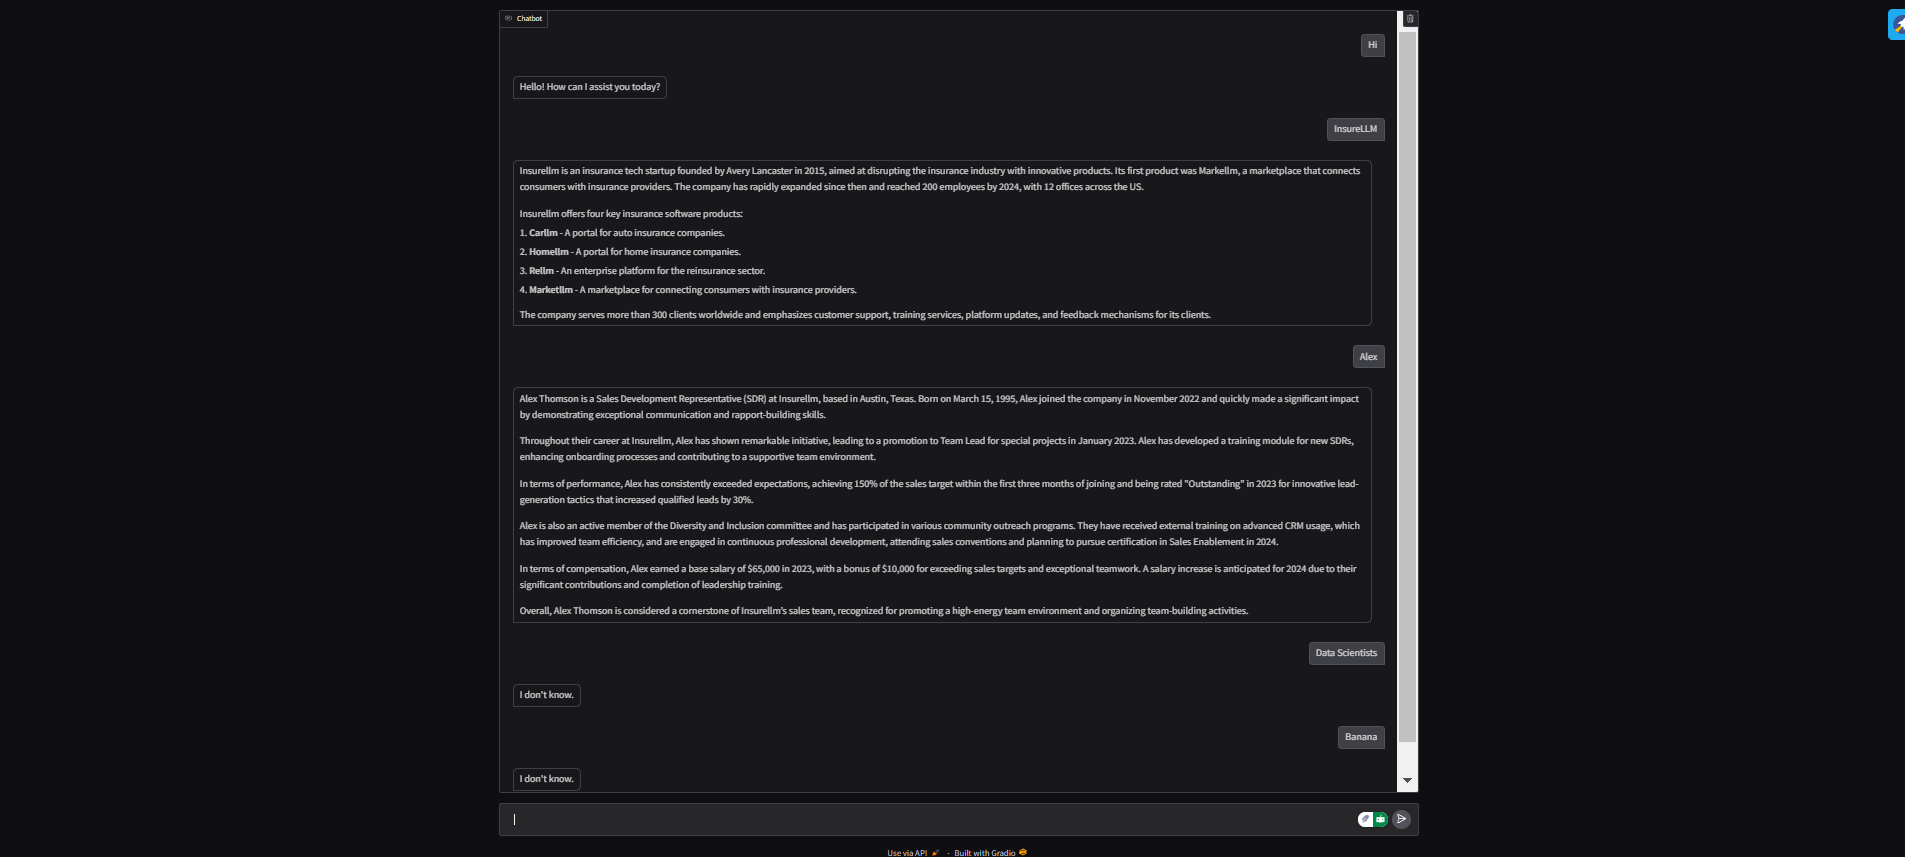 Chatbot
Hi
Hello! How can I assist you today?
InsureLLM
Insurellm is an insurance tech startup founded by Avery Lancaster in 2015, aimed at disrupting the insurance industry with innovative products. Its first product was Markellm, a marketplace that connects
consumers with insurance providers. The company has rapidly expanded since then and reached 200 employees by 2024, with 12 offices across the US.
Insurellm offers four key insurance software products:
1. Carllm - A portal for auto insurance companies.
2. Homellm - A portal for home insurance companies.
3. Rellm - An enterprise platform for the reinsurance sector.
4. Marketllm - A marketplace for connecting consumers with insurance providers.
The company serves more than 300 clients worldwide and emphasizes customer support, training services, platform updates, and feedback mechanisms for its clients.
Alex
Alex Thomson is a Sales Development Representative (SDR) at Insurellm, based in Austin, Texas. Born on March 15, 1995, Alex joined the company in November 2022 and quickly made a significant impact
by demonstrating exceptional communication and rapport-building skills.
Throughout their career at Insurellm, Alex has shown remarkable initiative, leading to a promotion to Team Lead for special projects in January 2023. Alex has developed a training module for new SDRs,
enhancing onboarding processes and contributing to a supportive team environment.
In terms of performance, Alex has consistently exceeded expectations, achieving 150% of the sales target within the first three months of joining and being rated "Outstanding" in 2023 for innovative lead-
generation tactics that increased qualified leads by 30%.
Alex is also an active member of the Diversity and Inclusion committee and has participated in various community outreach programs. They have received external training on advanced CRM usage, which
has improved team efficiency, and are engaged in continuous professional development, attending sales conventions and planning to pursue certification in Sales Enablement in 2024.
In terms of compensation, Alex earned a base salary of $65,000 in 2023, with a bonus of $10,000 for exceeding sales targets and exceptional teamwork. A salary increase is anticipated for 2024 due to their
significant contributions and completion of leadership training.
Overall, Alex Thomson is considered a cornerstone of Insurellm's sales team, recognized for promoting a high-energy team environment and organizing team-building activities.
Data Scientists
I don't know.
Banana
I don't know.
Use via API · Built with Gradio